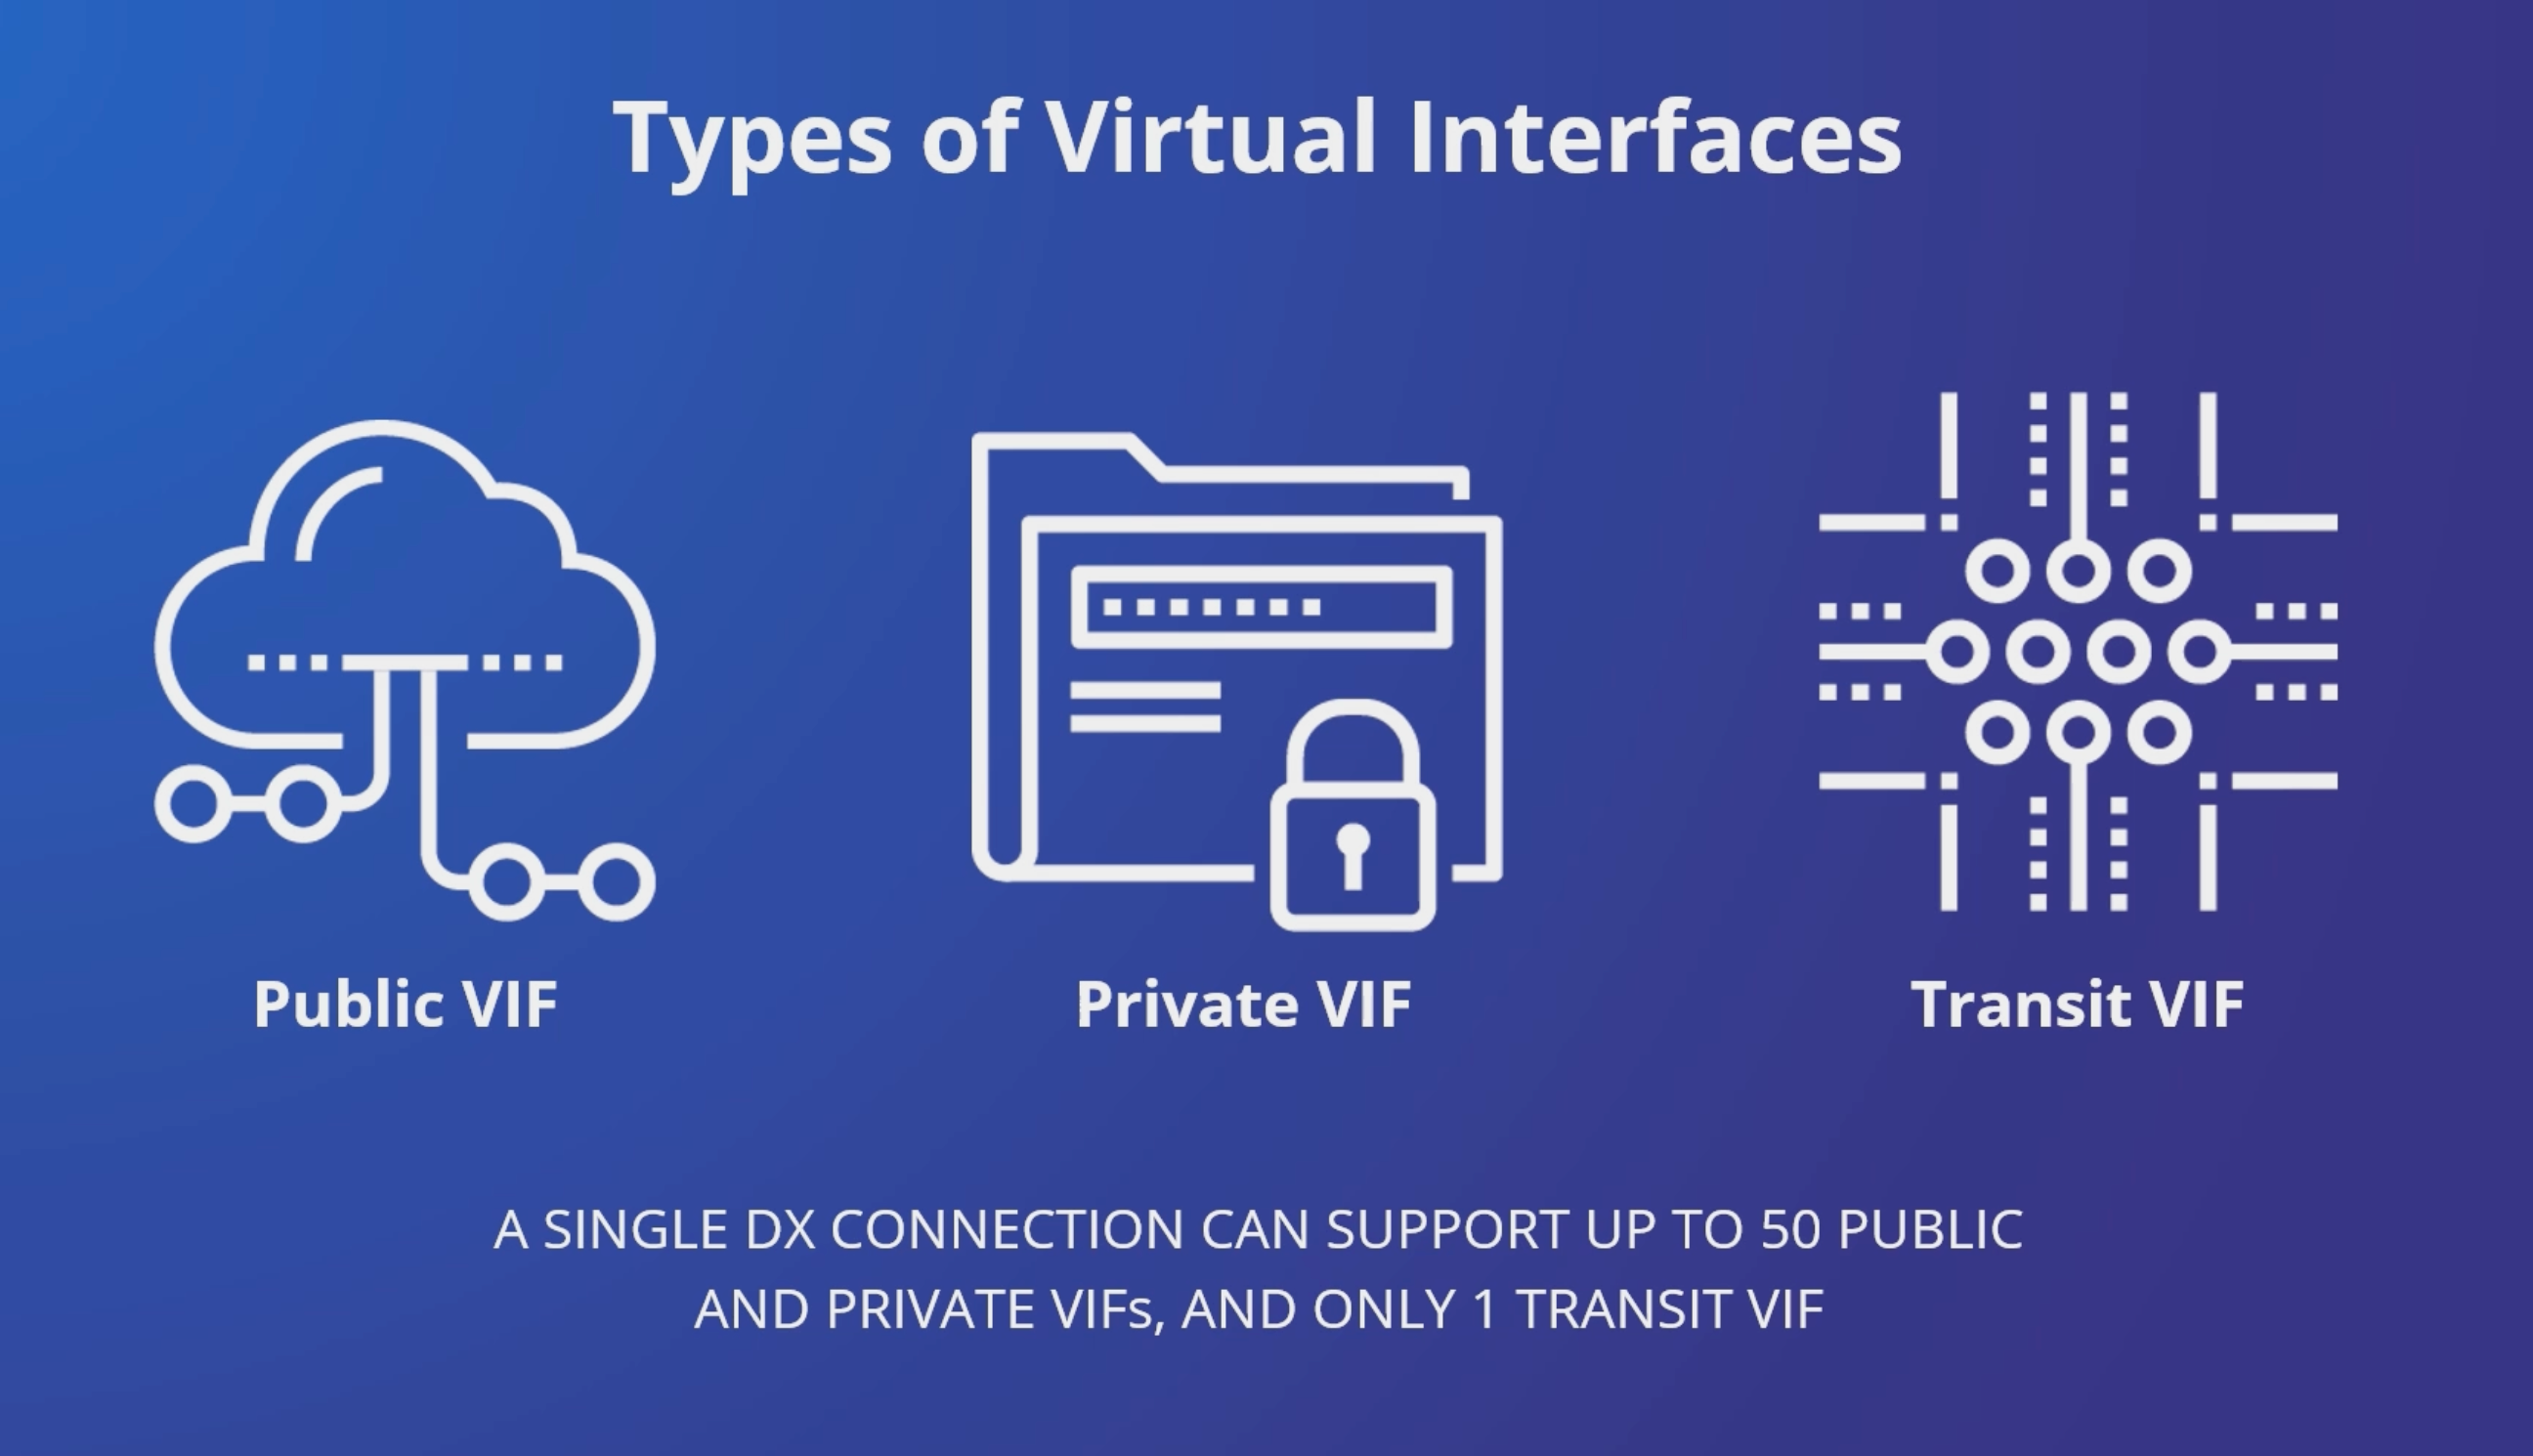 Types of Virtual Interfaces
Public VIF
Private VIF
Transit VIF
A SINGLE DX CONNECTION CAN SUPPORT UP TO 50 PUBLIC
AND PRIVATE VIFs, AND ONLY 1 TRANSIT VIF